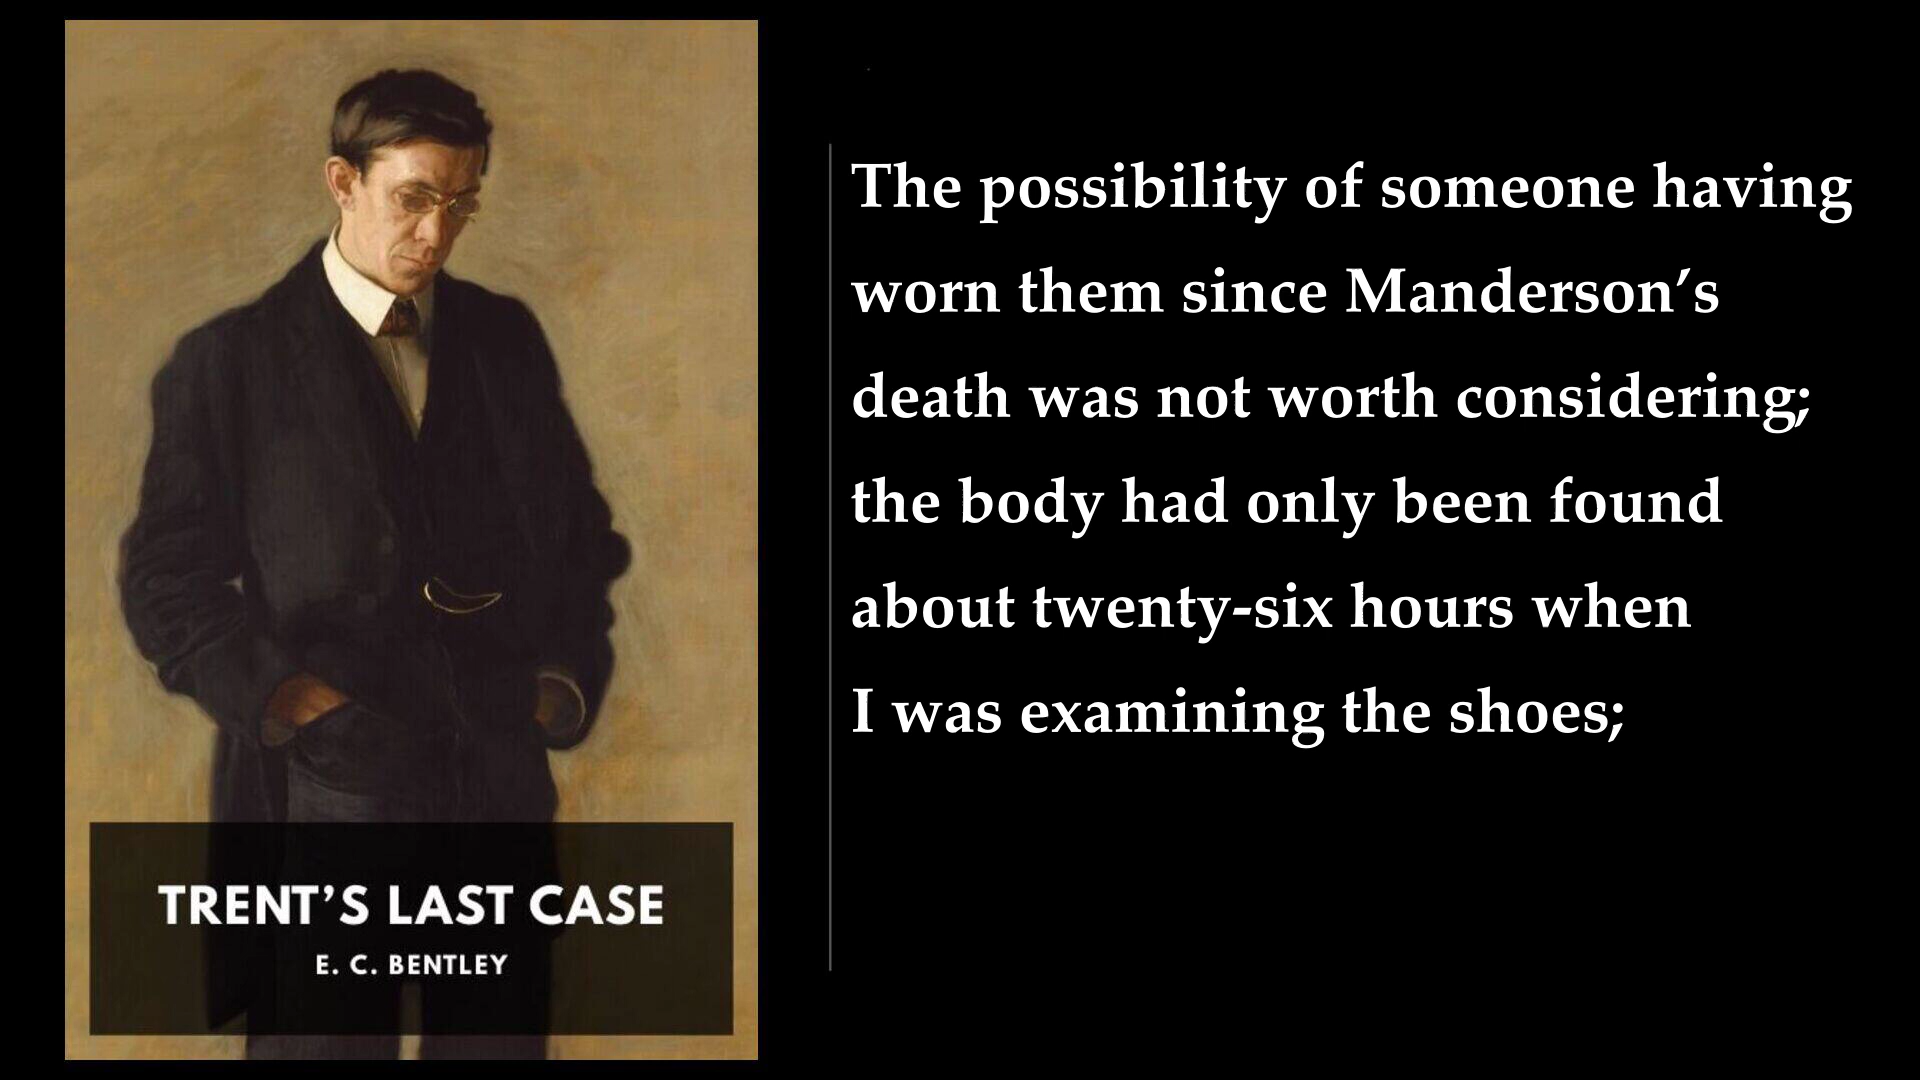 The possibility of someone having
worn them since Manderson’s
death was not worth considering;
the body had only been found
about twenty-six hours when
I was examining the shoes;
TRENT’S LAST CASE
E. C. BENTLEY